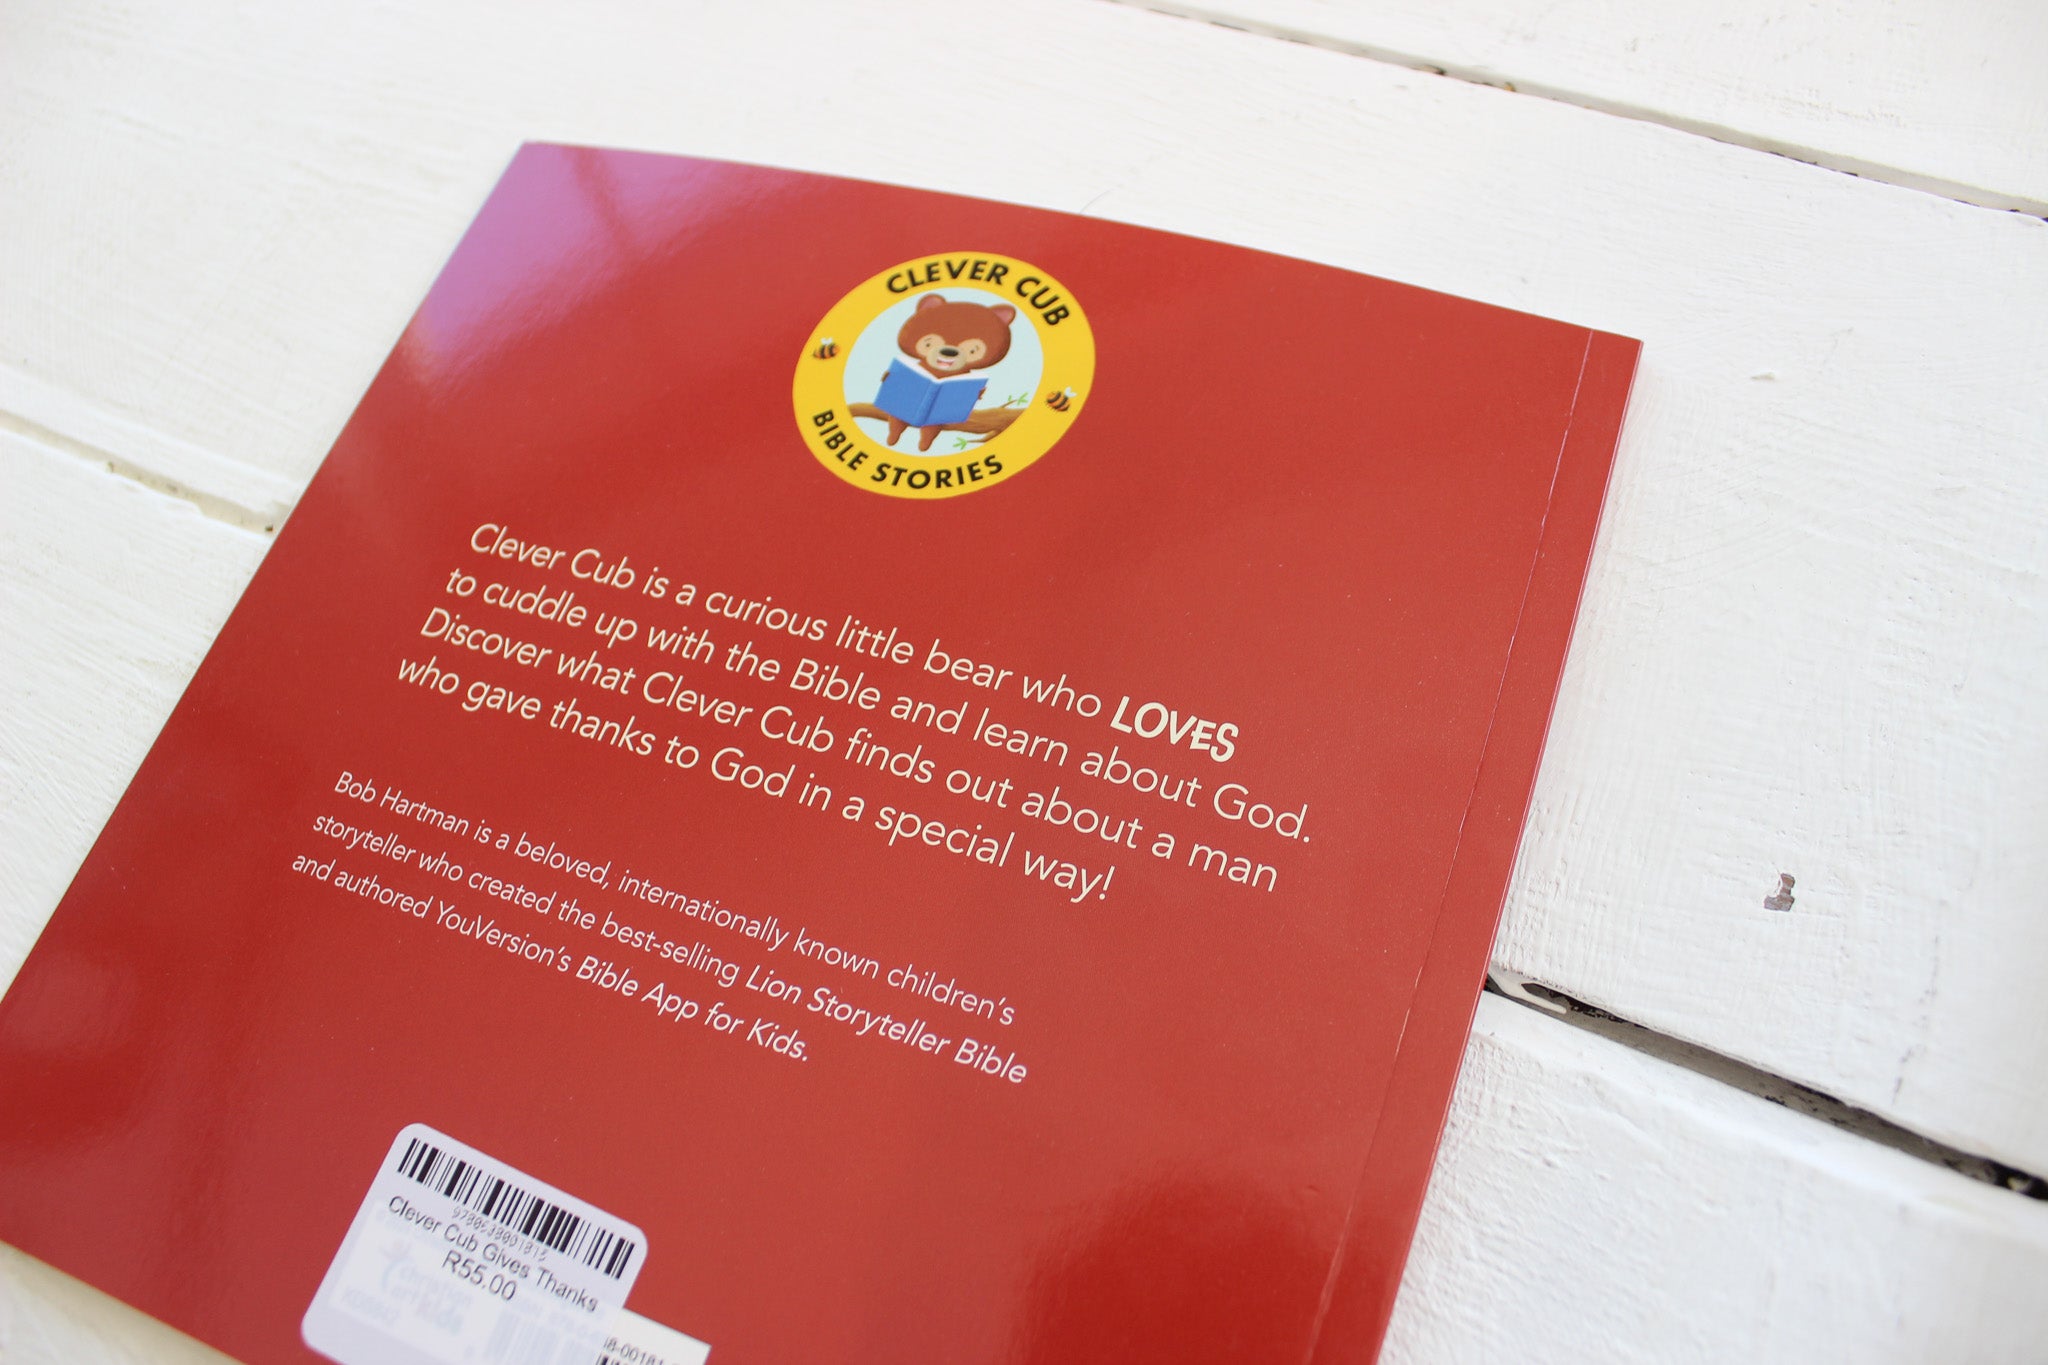 CLEVER CUB
BIBLE STORIES
Clever Cub is a curious little bear who LOVES
to cuddle up with the Bible and learn about God.
Discover what Clever Cub finds out about a man
who gave thanks to God in a special way!
Bob Hartman is a beloved, internationally known children's
storyteller who created the best-selling Lion Storyteller Bible
and authored YouVersion's Bible App for Kids.
Clever Cub Gives Thanks
R55.00